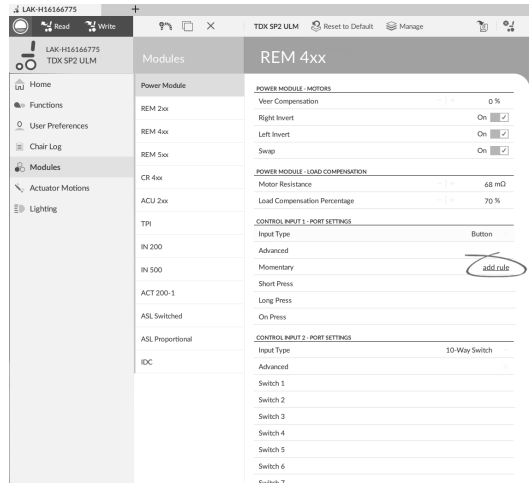 LAK-H16166775
Read
Write
TDX SP2 ULM
Reset to Default
Manage
LAK-H16166775
TDX SP2 ULM
Modules
REM 4xx
Home
Functions
User Preferences
Chair Log
Modules
Actuator Motions
Lighting
Power Module
REM 2xx
REM 4xx
REM 5xx
CR 4xx
ACU 2xx
TPI
IN 200
IN 500
ACT 200-1
ASL Switched
ASL Proportional
IDC
POWER MODULE - MOTORS
Veer Compensation 0 %
Right Invert On
Left Invert On
Swap On
POWER MODULE - LOAD COMPENSATION
Motor Resistance 68 mΩ
Load Compensation Percentage 70 %
CONTROL INPUT 1 - PORT SETTINGS
Input Type Button
Advanced
Momentary add rule
Short Press
Long Press
On Press
CONTROL INPUT 2 - PORT SETTINGS
Input Type 10-Way Switch
Advanced
Switch 1
Switch 2
Switch 3
Switch 4
Switch 5
Switch 6
Switch 7